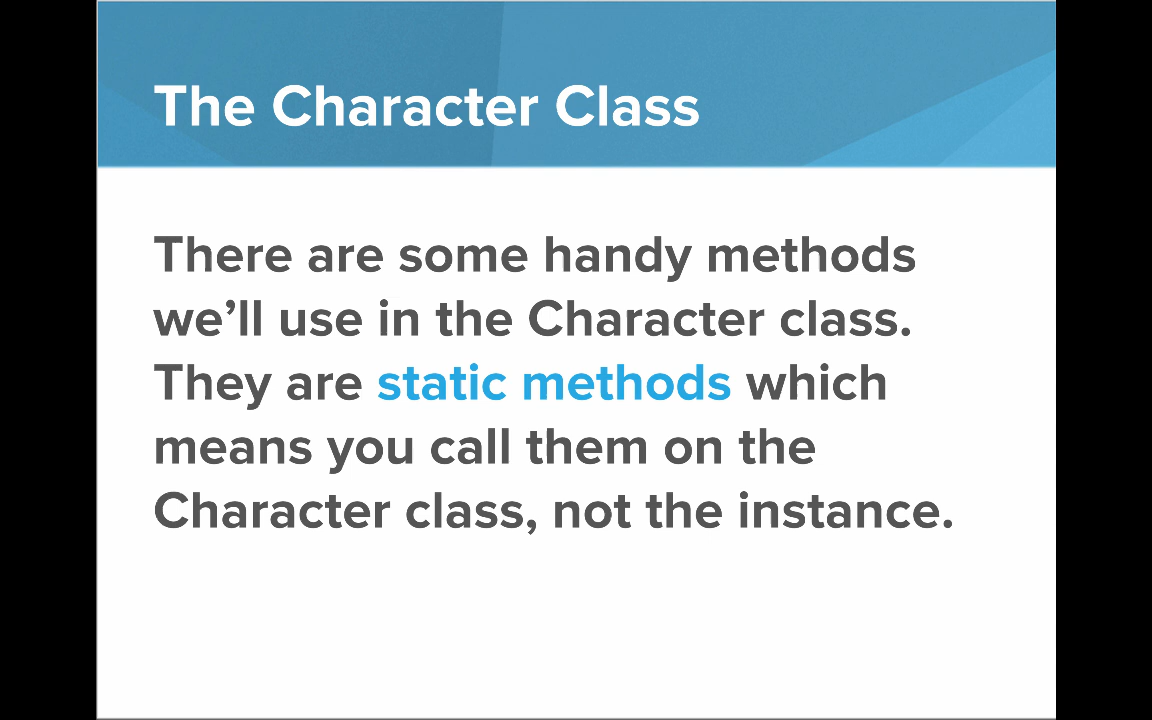 The Character Class
There are some handy methods
we’ll use in the Character class.
They are static methods which
means you call them on the
Character class, not the instance.